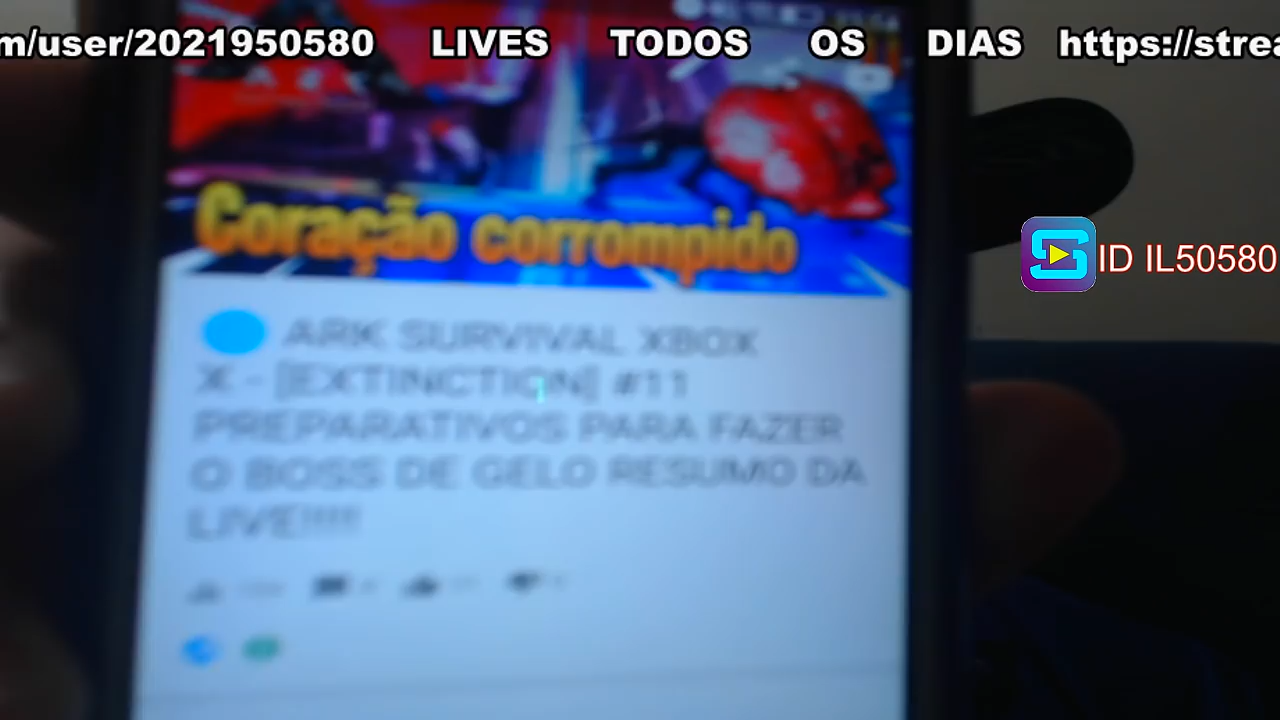 m/user/2021950580 LIVES TODOS OS DIAS https://strea
Coração corrompido
ID IL50580
ARK SURVIVAL XBOX
X - [EXTINCTION] #11
PREPARATIVOS PARA FAZER
O BOSS DE GELO RESUMO DA
LIVE!!!!